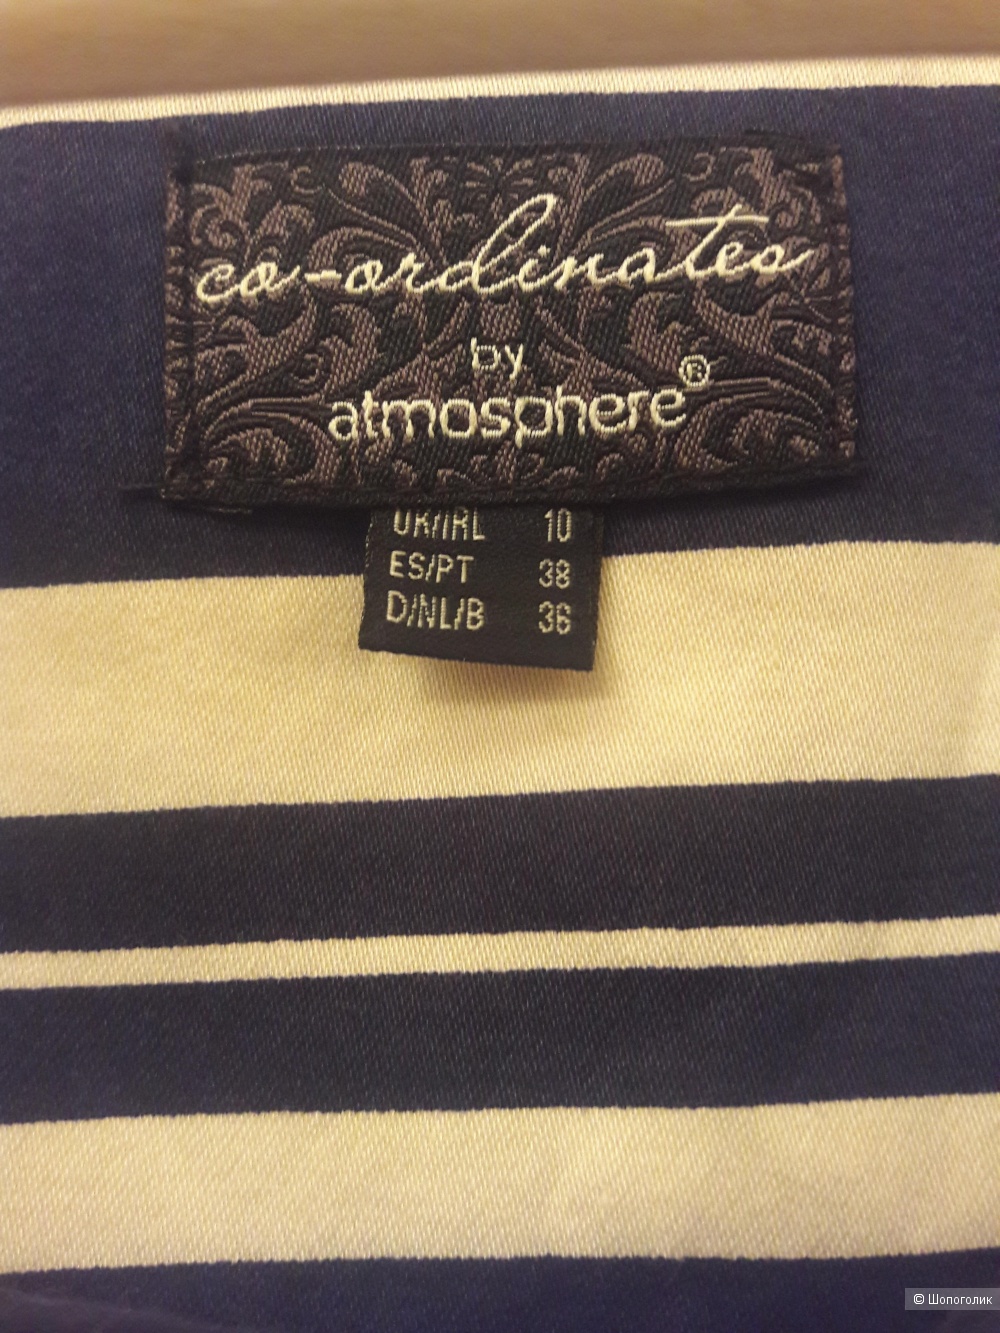 co-ordinates
by
atmosphere®
UK/IRL 10
ES/PT 38
D/NL/B 36
© Шопоголик